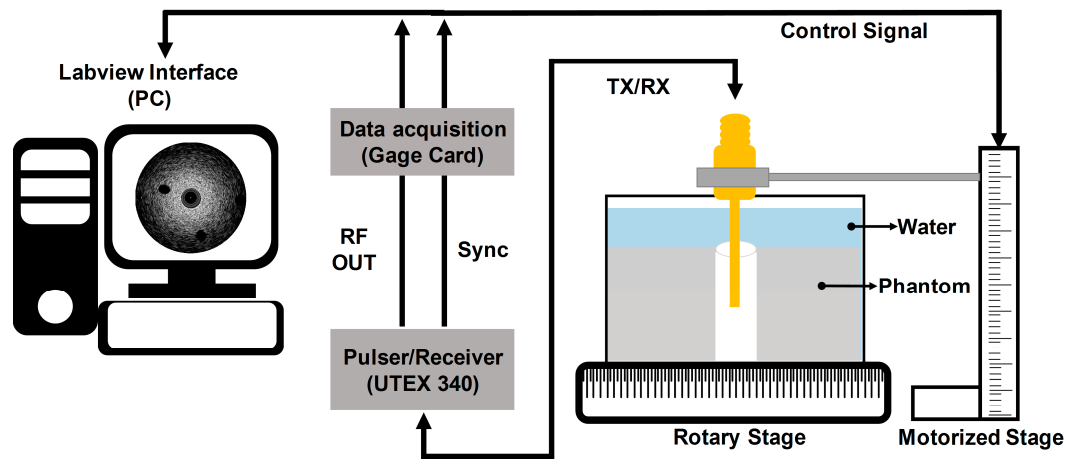 Control Signal
Labview Interface
(PC)
TX/RX
Data acquisition
(Gage Card)
RF
OUT
Sync
Water
Phantom
Pulser/Receiver
(UTEX 340)
Rotary Stage
Motorized Stage